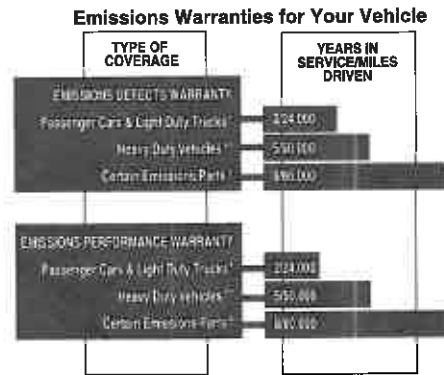 Emissions Warranties for Your Vehicle
TYPE OF
COVERAGE
YEARS IN
SERVICE/MILES
DRIVEN
EMISSIONS DEFECTS WARRANTY
Passenger Cars & Light Duty Trucks 2/24,000
Heavy Duty Vehicles 5/50,000
Certain Emissions Parts 8/80,000
EMISSIONS PERFORMANCE WARRANTY
Passenger Cars & Light Duty Trucks 2/24,000
Heavy Duty Vehicles 5/50,000
Certain Emissions Parts 8/80,000